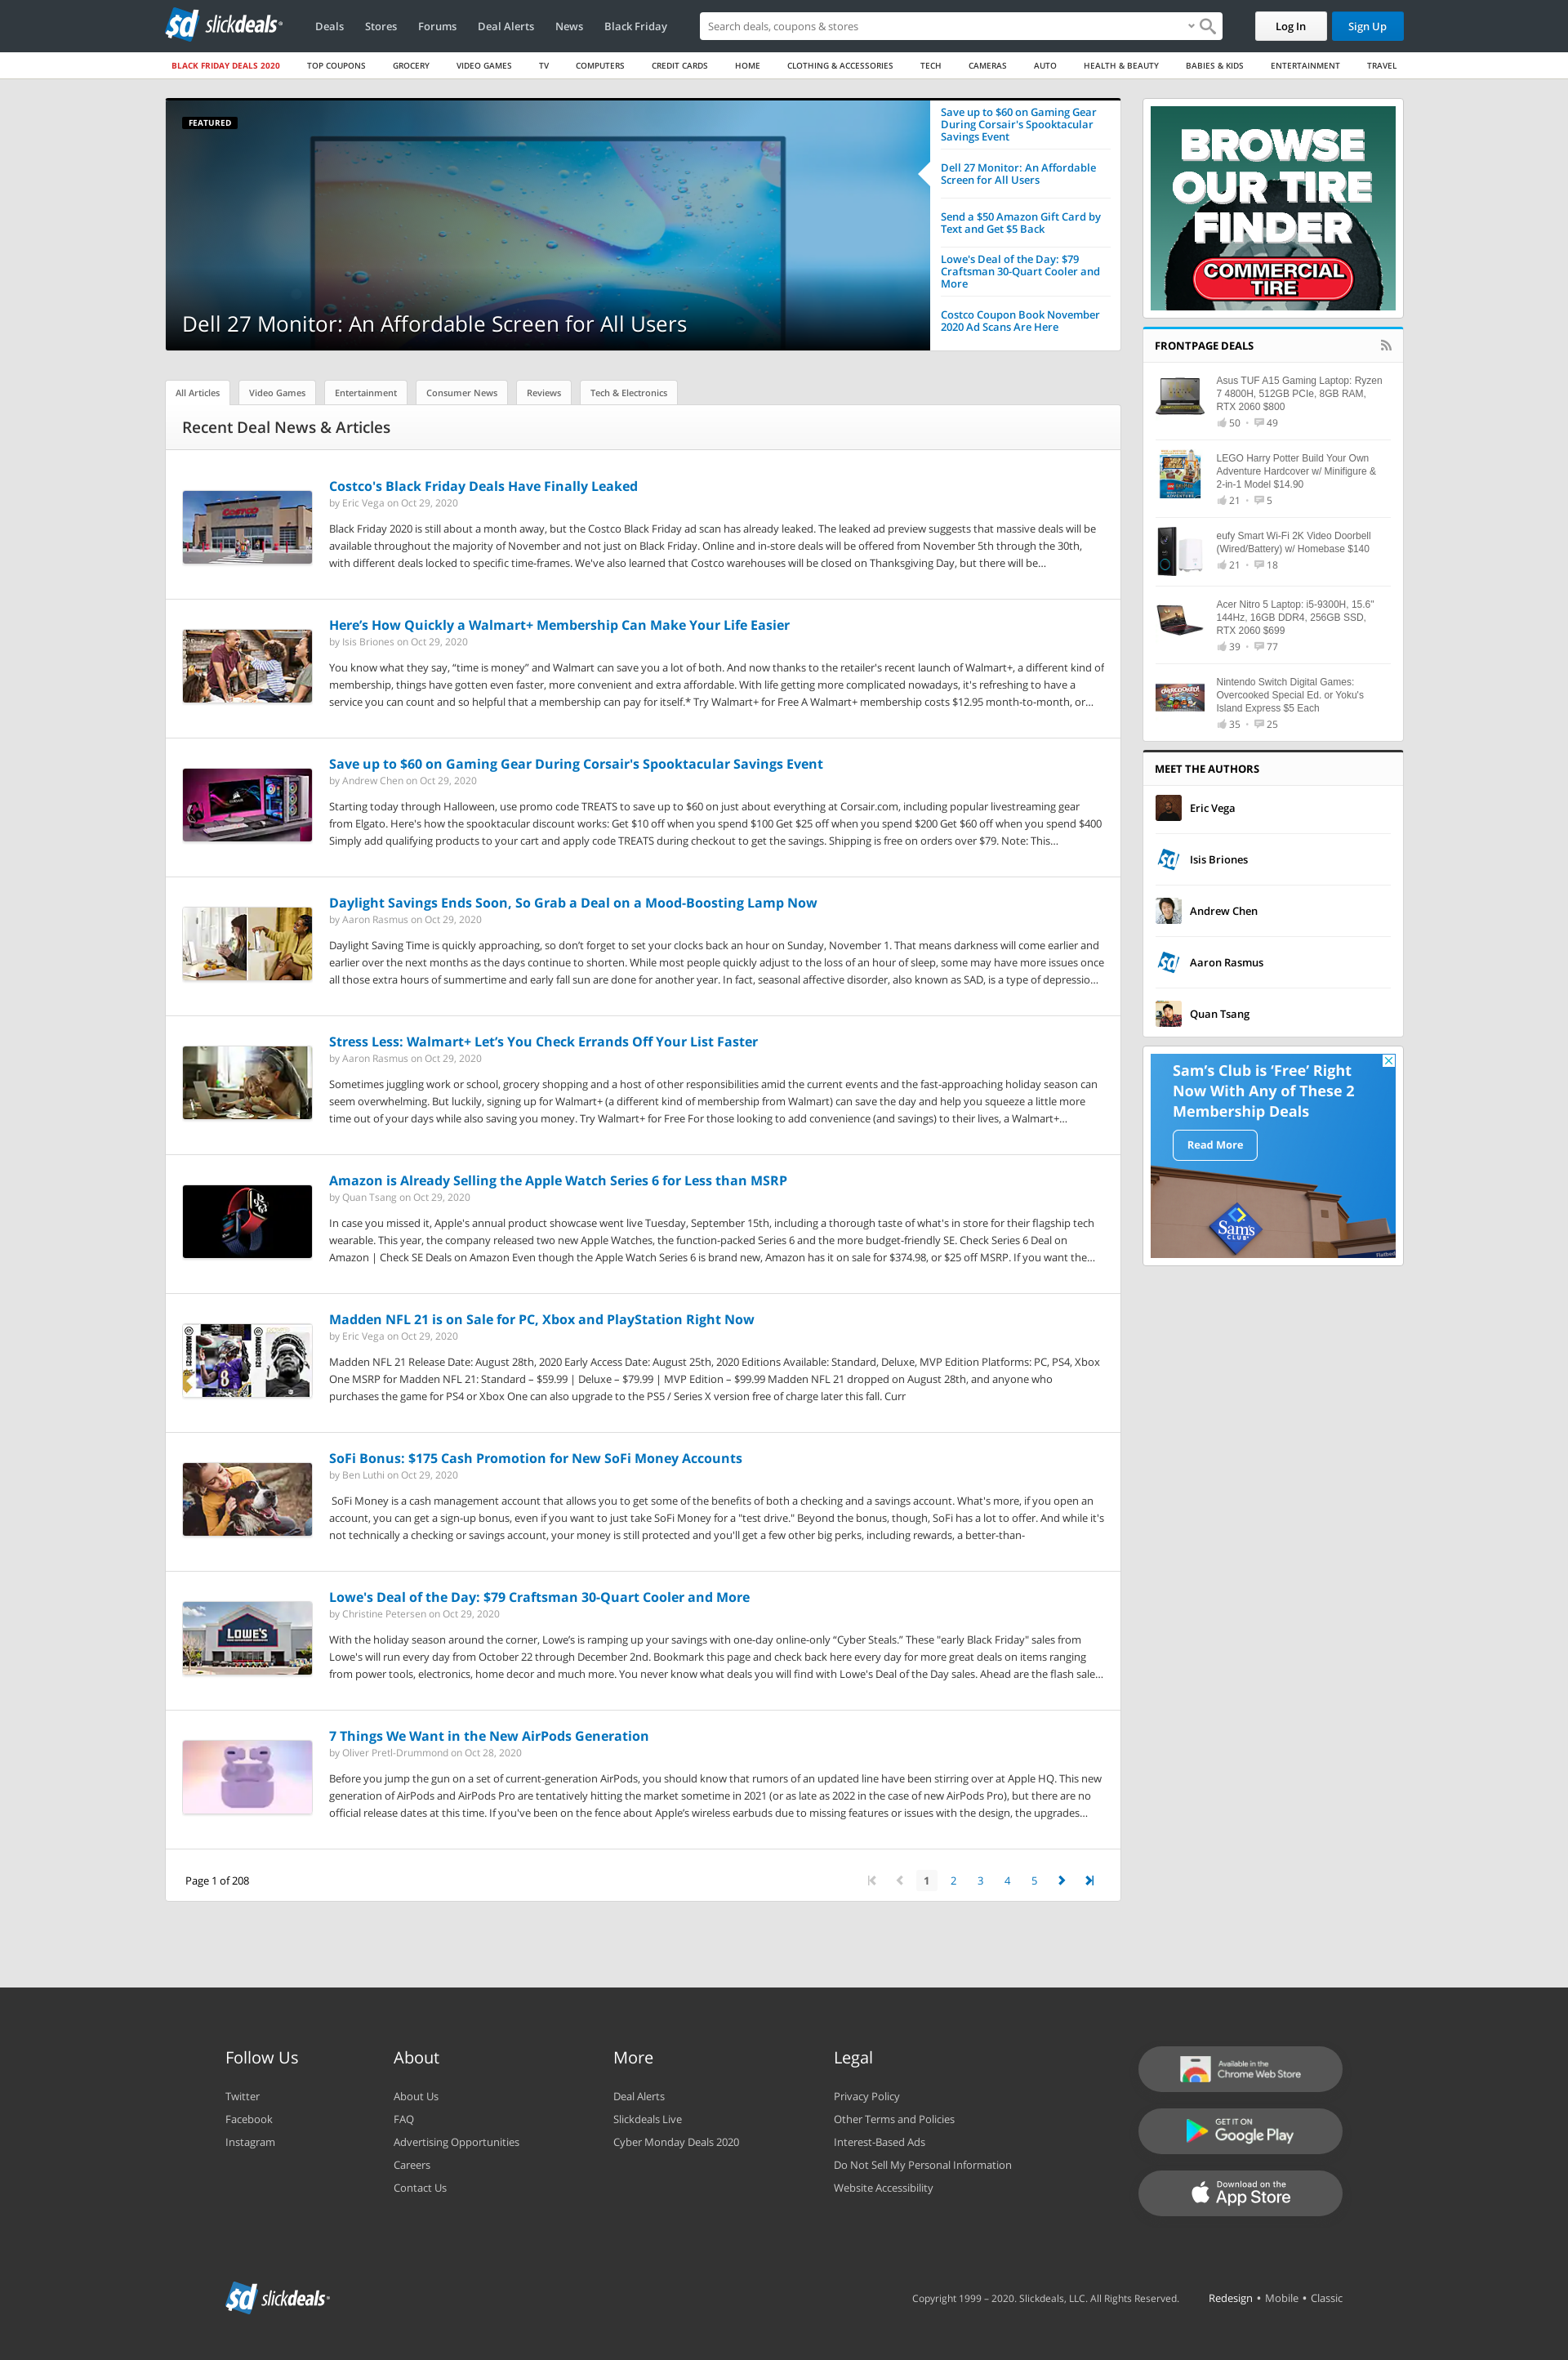 sd slickdeals
Deals Stores Forums Deal Alerts News Black Friday
Search deals, coupons & stores
Log In Sign Up
BLACK FRIDAY DEALS 2020 TOP COUPONS GROCERY VIDEO GAMES TV COMPUTERS CREDIT CARDS HOME CLOTHING & ACCESSORIES TECH CAMERAS AUTO HEALTH & BEAUTY BABIES & KIDS ENTERTAINMENT TRAVEL
FEATURED
Dell 27 Monitor: An Affordable Screen for All Users
Save up to $60 on Gaming Gear
During Corsair's Spooktacular
Savings Event
Dell 27 Monitor: An Affordable
Screen for All Users
Send a $50 Amazon Gift Card by
Text and Get $5 Back
Lowe's Deal of the Day: $79
Craftsman 30-Quart Cooler and
More
Costco Coupon Book November
2020 Ad Scans Are Here
All Articles Video Games Entertainment Consumer News Reviews Tech & Electronics
Recent Deal News & Articles
Costco's Black Friday Deals Have Finally Leaked
by Eric Vega on Oct 29, 2020
Black Friday 2020 is still about a month away, but the Costco Black Friday ad scan has already leaked. The leaked ad preview suggests that massive deals will be
available throughout the majority of November and not just on Black Friday. Online and in-store deals will be offered from November 5th through the 30th,
with different deals locked to specific time-frames. We've also learned that Costco warehouses will be closed on Thanksgiving Day, but there will be...
Here’s How Quickly a Walmart+ Membership Can Make Your Life Easier
by Isis Briones on Oct 29, 2020
You know what they say, “time is money” and Walmart can save you a lot of both. And now thanks to the retailer's recent launch of Walmart+, a different kind of
membership, things have gotten even faster, more convenient and extra affordable. With life getting more complicated nowadays, it's refreshing to have a
service you can count and so helpful that a membership can pay for itself.* Try Walmart+ for Free A Walmart+ membership costs $12.95 month-to-month, or...
Save up to $60 on Gaming Gear During Corsair's Spooktacular Savings Event
by Andrew Chen on Oct 29, 2020
Starting today through Halloween, use promo code TREATS to save up to $60 on just about everything at Corsair.com, including popular livestreaming gear
from Elgato. Here's how the spooktacular discount works: Get $10 off when you spend $100 Get $25 off when you spend $200 Get $60 off when you spend $400
Simply add qualifying products to your cart and apply code TREATS during checkout to get the savings. Shipping is free on orders over $79. Note: This...
Daylight Savings Ends Soon, So Grab a Deal on a Mood-Boosting Lamp Now
by Aaron Rasmus on Oct 29, 2020
Daylight Saving Time is quickly approaching, so don’t forget to set your clocks back an hour on Sunday, November 1. That means darkness will come earlier and
earlier over the next months as the days continue to shorten. While most people quickly adjust to the loss of an hour of sleep, some may have more issues once
all those extra hours of summertime and early fall sun are done for another year. In fact, seasonal affective disorder, also known as SAD, is a type of depressio...
Stress Less: Walmart+ Let’s You Check Errands Off Your List Faster
by Aaron Rasmus on Oct 29, 2020
Sometimes juggling work or school, grocery shopping and a host of other responsibilities amid the current events and the fast-approaching holiday season can
seem overwhelming. But luckily, signing up for Walmart+ (a different kind of membership from Walmart) can save the day and help you squeeze a little more
time out of your days while also saving you money. Try Walmart+ for Free For those looking to add convenience (and savings) to their lives, a Walmart+...
Amazon is Already Selling the Apple Watch Series 6 for Less than MSRP
by Quan Tsang on Oct 29, 2020
In case you missed it, Apple's annual product showcase went live Tuesday, September 15th, including a thorough taste of what's in store for their flagship tech
wearable. This year, the company released two new Apple Watches, the function-packed Series 6 and the more budget-friendly SE. Check Series 6 Deal on
Amazon | Check SE Deals on Amazon Even though the Apple Watch Series 6 is brand new, Amazon has it on sale for $374.98, or $25 off MSRP. If you want the...
Madden NFL 21 is on Sale for PC, Xbox and PlayStation Right Now
by Eric Vega on Oct 29, 2020
Madden NFL 21 Release Date: August 28th, 2020 Early Access Date: August 25th, 2020 Editions Available: Standard, Deluxe, MVP Edition Platforms: PC, PS4, Xbox
One MSRP for Madden NFL 21: Standard – $59.99 | Deluxe – $79.99 | MVP Edition – $99.99 Madden NFL 21 dropped on August 28th, and anyone who
purchases the game for PS4 or Xbox One can also upgrade to the PS5 / Series X version free of charge later this fall. Curr
SoFi Bonus: $175 Cash Promotion for New SoFi Money Accounts
by Ben Luthi on Oct 29, 2020
SoFi Money is a cash management account that allows you to get some of the benefits of both a checking and a savings account. What's more, if you open an
account, you can get a sign-up bonus, even if you want to just take SoFi Money for a "test drive." Beyond the bonus, though, SoFi has a lot to offer. And while it's
not technically a checking or savings account, your money is still protected and you'll get a few other big perks, including rewards, a better-than-
LOWE'S
Lowe's Deal of the Day: $79 Craftsman 30-Quart Cooler and More
by Christine Petersen on Oct 29, 2020
With the holiday season around the corner, Lowe’s is ramping up your savings with one-day online-only “Cyber Steals.” These "early Black Friday" sales from
Lowe's will run every day from October 22 through December 2nd. Bookmark this page and check back here every day for more great deals on items ranging
from power tools, electronics, home decor and much more. You never know what deals you will find with Lowe's Deal of the Day sales. Ahead are the flash sale...
7 Things We Want in the New AirPods Generation
by Oliver Pretl-Drummond on Oct 28, 2020
Before you jump the gun on a set of current-generation AirPods, you should know that rumors of an updated line have been stirring over at Apple HQ. This new
generation of AirPods and AirPods Pro are tentatively hitting the market sometime in 2021 (or as late as 2022 in the case of new AirPods Pro), but there are no
official release dates at this time. If you've been on the fence about Apple’s wireless earbuds due to missing features or issues with the design, the upgrades...
Page 1 of 208
1 2 3 4 5
BROWSE
OUR TIRE
FINDER
COMMERCIAL
TIRE
FRONTPAGE DEALS
Asus TUF A15 Gaming Laptop: Ryzen
7 4800H, 512GB PCIe, 8GB RAM,
RTX 2060 $800
50 • 49
LEGO Harry Potter Build Your Own
Adventure Hardcover w/ Minifigure &
2-in-1 Model $14.90
21 • 5
eufy Smart Wi-Fi 2K Video Doorbell
(Wired/Battery) w/ Homebase $140
21 • 18
Acer Nitro 5 Laptop: i5-9300H, 15.6"
144Hz, 16GB DDR4, 256GB SSD,
RTX 2060 $699
39 • 77
Nintendo Switch Digital Games:
Overcooked Special Ed. or Yoku's
Island Express $5 Each
35 • 25
MEET THE AUTHORS
Eric Vega
Isis Briones
Andrew Chen
Aaron Rasmus
Quan Tsang
Sam’s Club is ‘Free’ Right
Now With Any of These 2
Membership Deals
Read More
Sam's
CLUB
Follow Us
Twitter
Facebook
Instagram
About
About Us
FAQ
Advertising Opportunities
Careers
Contact Us
More
Deal Alerts
Slickdeals Live
Cyber Monday Deals 2020
Legal
Privacy Policy
Other Terms and Policies
Interest-Based Ads
Do Not Sell My Personal Information
Website Accessibility
Available in the
Chrome Web Store
GET IT ON
Google Play
Download on the
App Store
sd slickdeals
Copyright 1999 – 2020. Slickdeals, LLC. All Rights Reserved.
Redesign • Mobile • Classic